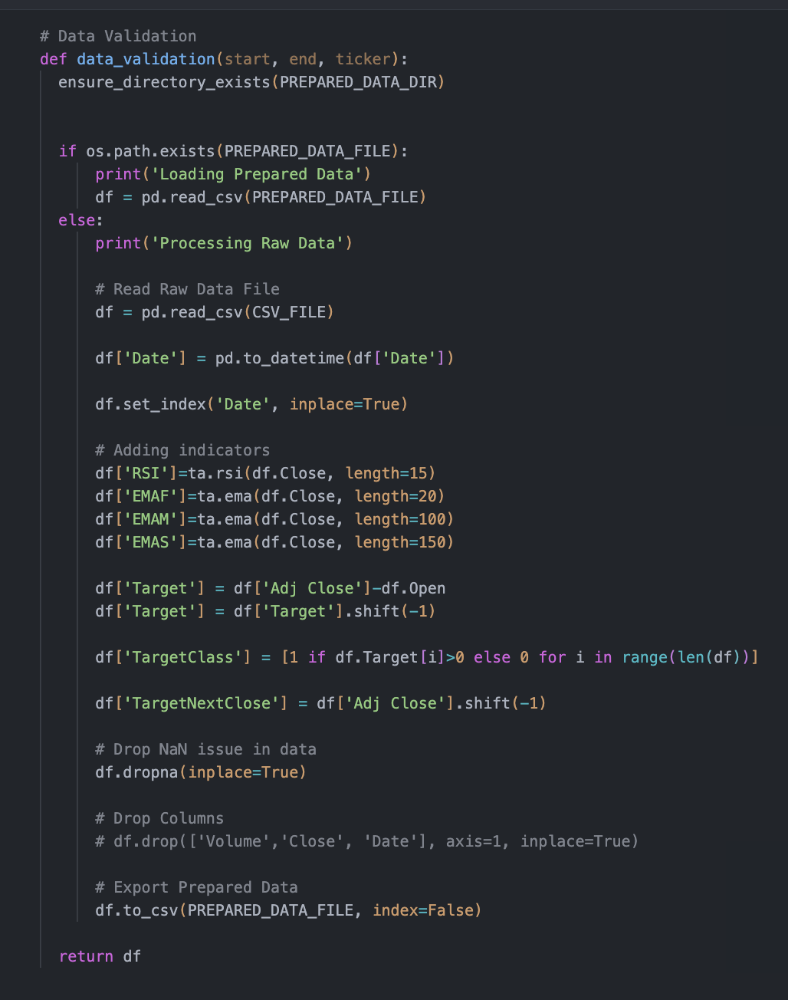 # Data Validation
def data_validation(start, end, ticker):
  ensure_directory_exists(PREPARED_DATA_DIR)
  if os.path.exists(PREPARED_DATA_FILE):
      print('Loading Prepared Data')
      df = pd.read_csv(PREPARED_DATA_FILE)
  else:
      print('Processing Raw Data')
      # Read Raw Data File
      df = pd.read_csv(CSV_FILE)
      df['Date'] = pd.to_datetime(df['Date'])
      df.set_index('Date', inplace=True)
      # Adding indicators
      df['RSI']=ta.rsi(df.Close, length=15)
      df['EMAF']=ta.ema(df.Close, length=20)
      df['EMAM']=ta.ema(df.Close, length=100)
      df['EMAS']=ta.ema(df.Close, length=150)
      df['Target'] = df['Adj Close']-df.Open
      df['Target'] = df['Target'].shift(-1)
      df['TargetClass'] = [1 if df.Target[i]>0 else 0 for i in range(len(df))]
      df['TargetNextClose'] = df['Adj Close'].shift(-1)
      # Drop NaN issue in data
      df.dropna(inplace=True)
      # Drop Columns
      # df.drop(['Volume','Close', 'Date'], axis=1, inplace=True)
      # Export Prepared Data
      df.to_csv(PREPARED_DATA_FILE, index=False)
  return df